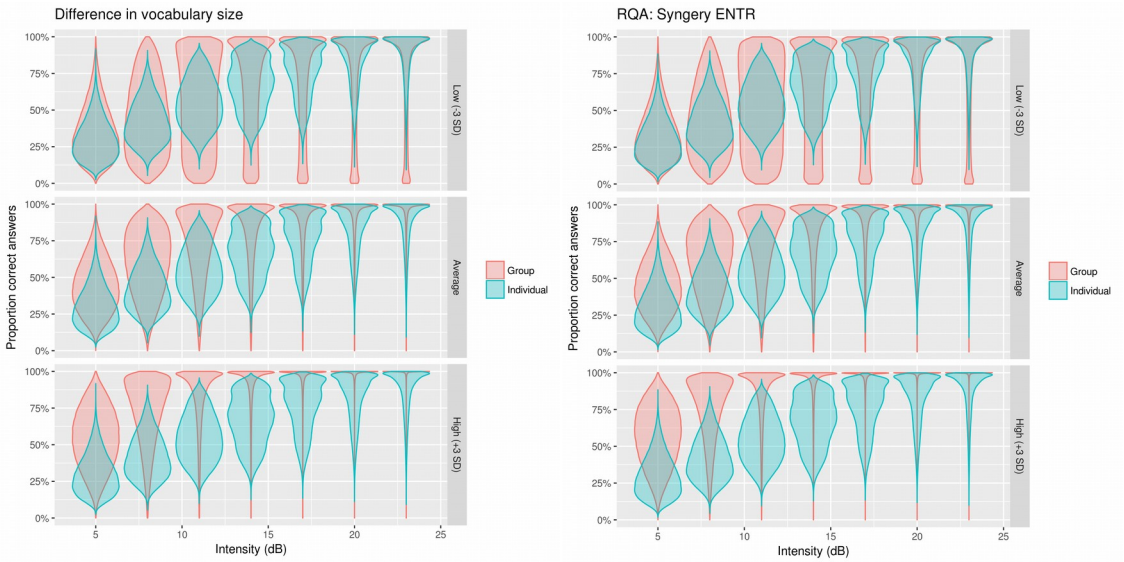 Difference in vocabulary size
Proportion correct answers
100%
75%
50%
25%
0%
Low (-3 SD)
100%
75%
50%
25%
0%
Average
100%
75%
50%
25%
0%
High (+3 SD)
5
10
15
20
25
Intensity (dB)
Group
Individual
RQA: Syngery ENTR
Proportion correct answers
100%
75%
50%
25%
0%
Low (-3 SD)
100%
75%
50%
25%
0%
Average
100%
75%
50%
25%
0%
High (+3 SD)
5
10
15
20
25
Intensity (dB)
Group
Individual